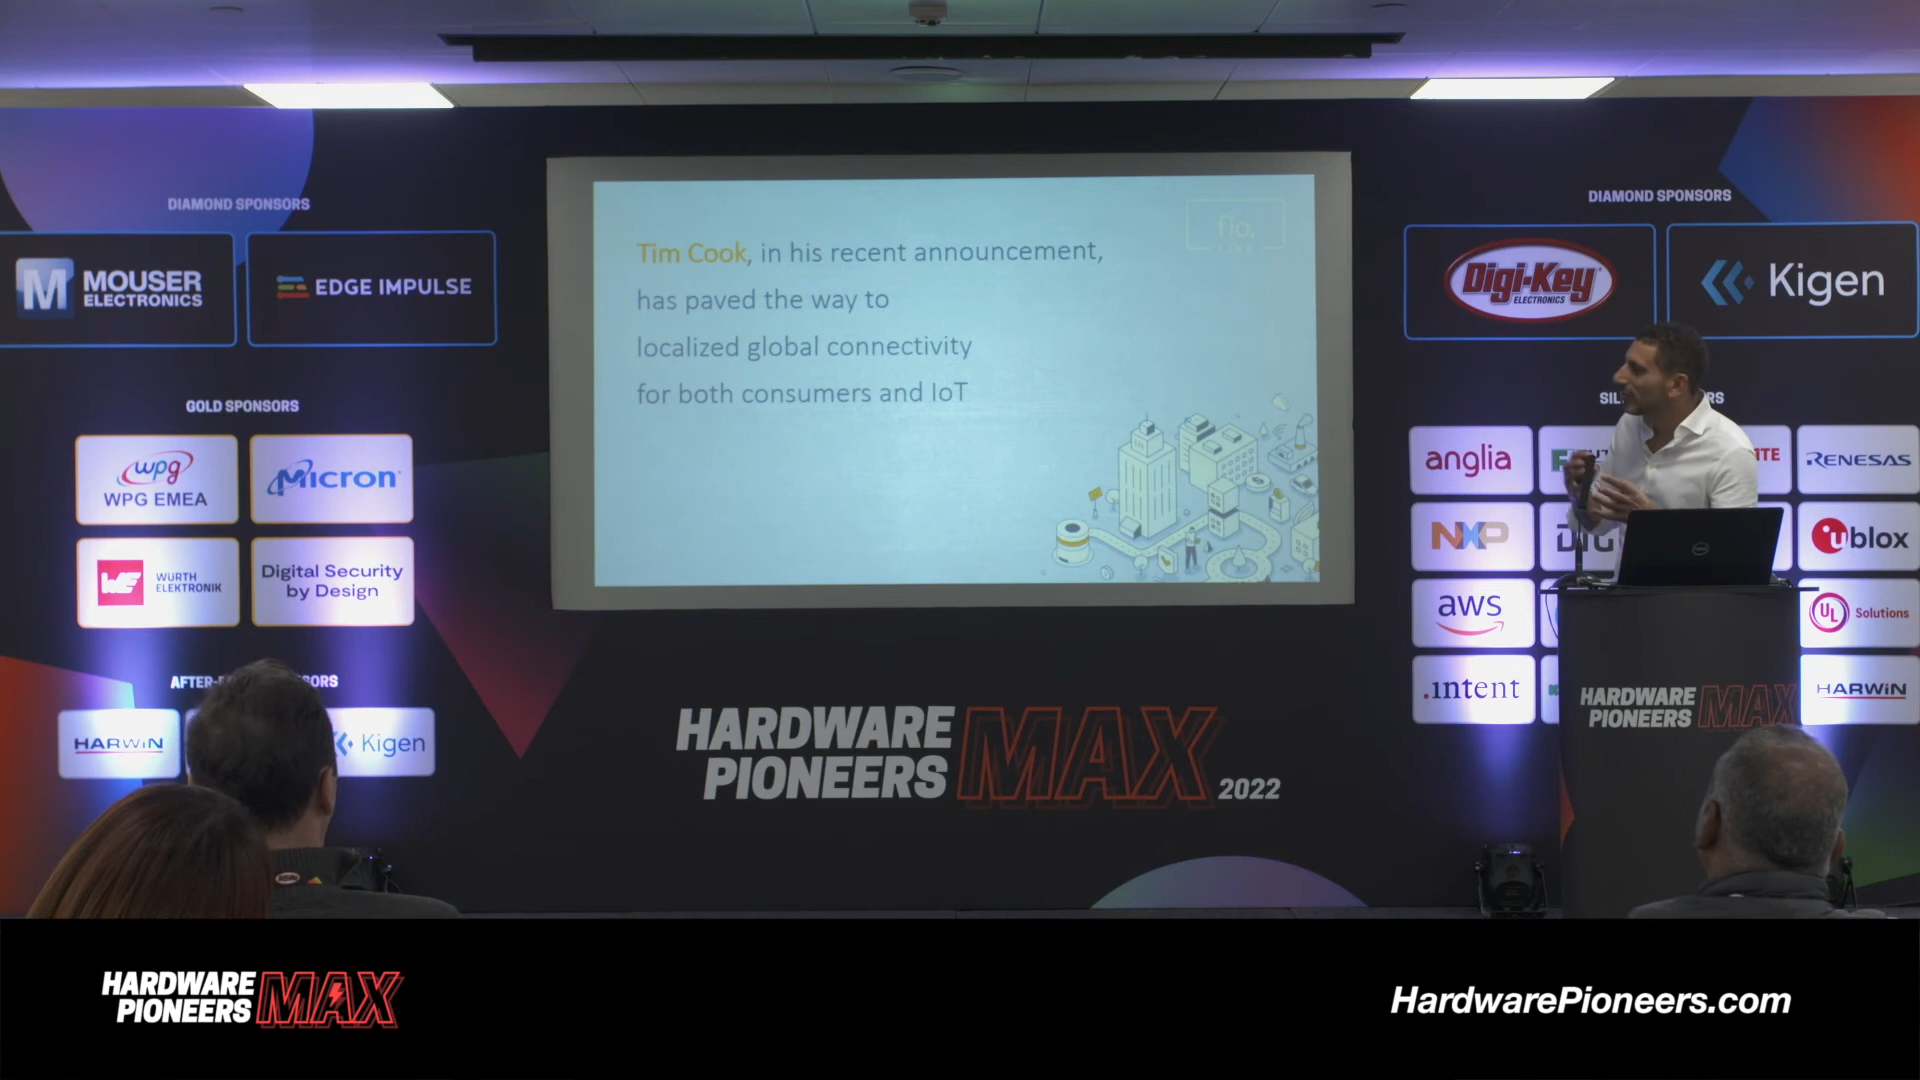 DIAMOND SPONSORS
MOUSER
ELECTRONICS
EDGE IMPULSE
GOLD SPONSORS
wpg
WPG EMEA
Micron
WE
WURTH
ELEKTRONIK
Digital Security
by Design
HARWIN
Kigen
flo.
LIVE
Tim Cook, in his recent announcement,
has paved the way to
localized global connectivity
for both consumers and IoT
HARDWARE
PIONEERS
MAX
2022
DIAMOND SPONSORS
Digi-Key
ELECTRONICS
Kigen
anglia
RENESAS
NXP
ublox
aws
UL Solutions
.intent
HARWIN
HARDWARE
PIONEERS
MAX
HARDWARE
PIONEERS
MAX
HardwarePioneers.com